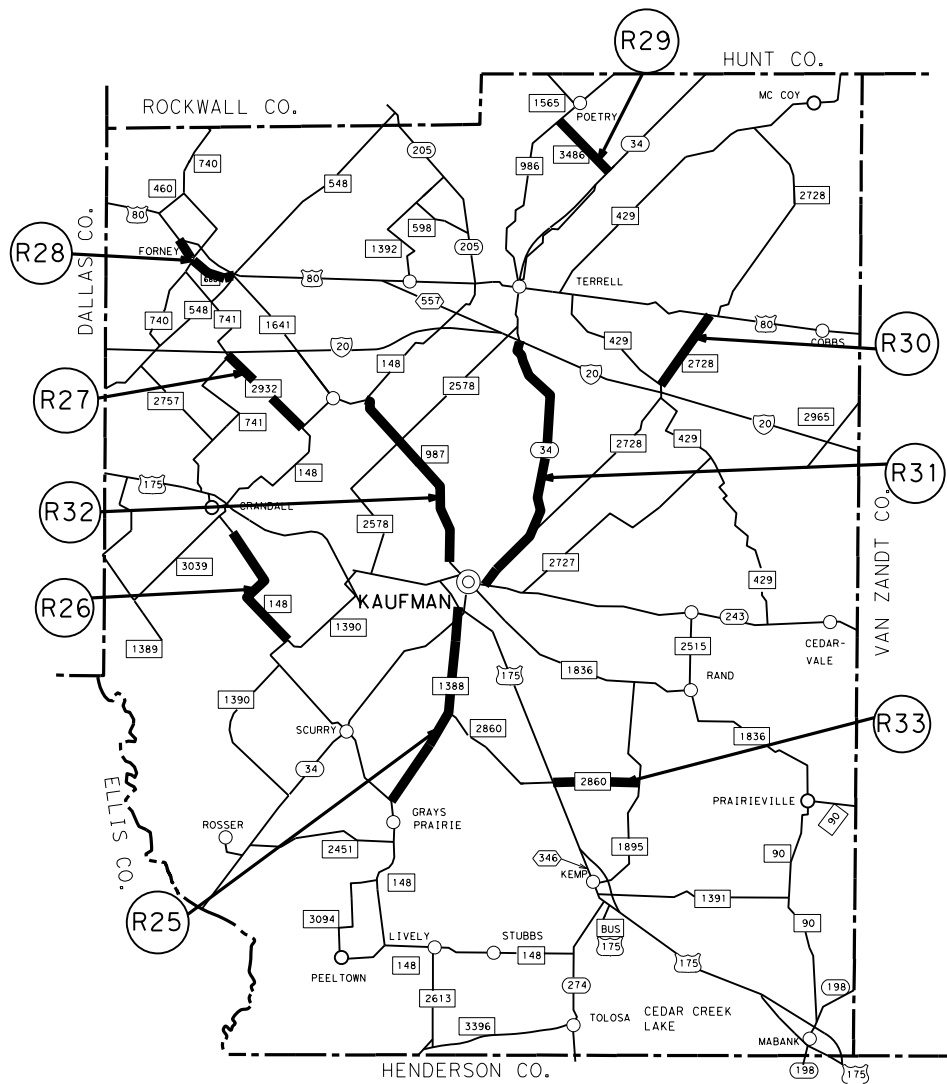 R29
HUNT CO.
ROCKWALL CO.
1565
MC COY
POETRY
205
34
740
3486
986
548
460
2728
80
429
598
R28
FORNEY
1392
205
DALLAS CO.
80
TERRELL
557
548
741
740
1641
80
COBBS
R30
20
429
148
2728
R27
2932
2578
20
2757
2965
741
20
2728
429
987
34
148
R31
175
R32
CRANDALL
2578
VAN ZANDT CO.
2727
3039
429
R26
148
KAUFMAN
243
1390
2515
CEDAR-
VALE
1389
1836
175
RAND
1388
1390
R33
SCURRY
2860
1836
34
2860
ELLIS CO.
PRAIRIEVILLE
GRAYS
PRAIRIE
90
ROSSER
2451
1895
90
346
KEMP
148
1391
R25
3094
90
BUS
175
LIVELY
STUBBS
148
148
175
PEELTOWN
274
198
2613
CEDAR CREEK
LAKE
TOLOSA
3396
MABANK
HENDERSON CO.
198
175